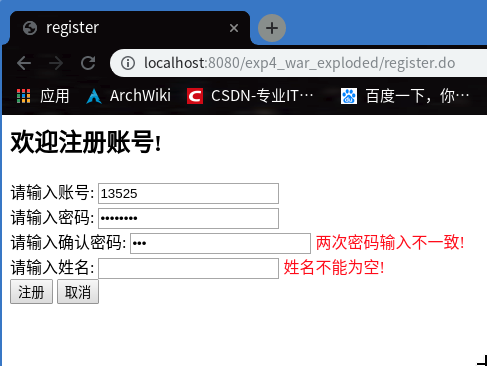 register
localhost:8080/exp4_war_exploded/register.do
应用 ArchWiki CSDN-专业IT… 百度一下，你…
欢迎注册账号!
请输入账号: 13525
请输入密码: ••••••••
请输入确认密码: ••• 两次密码输入不一致!
请输入姓名: 姓名不能为空!
注册 取消